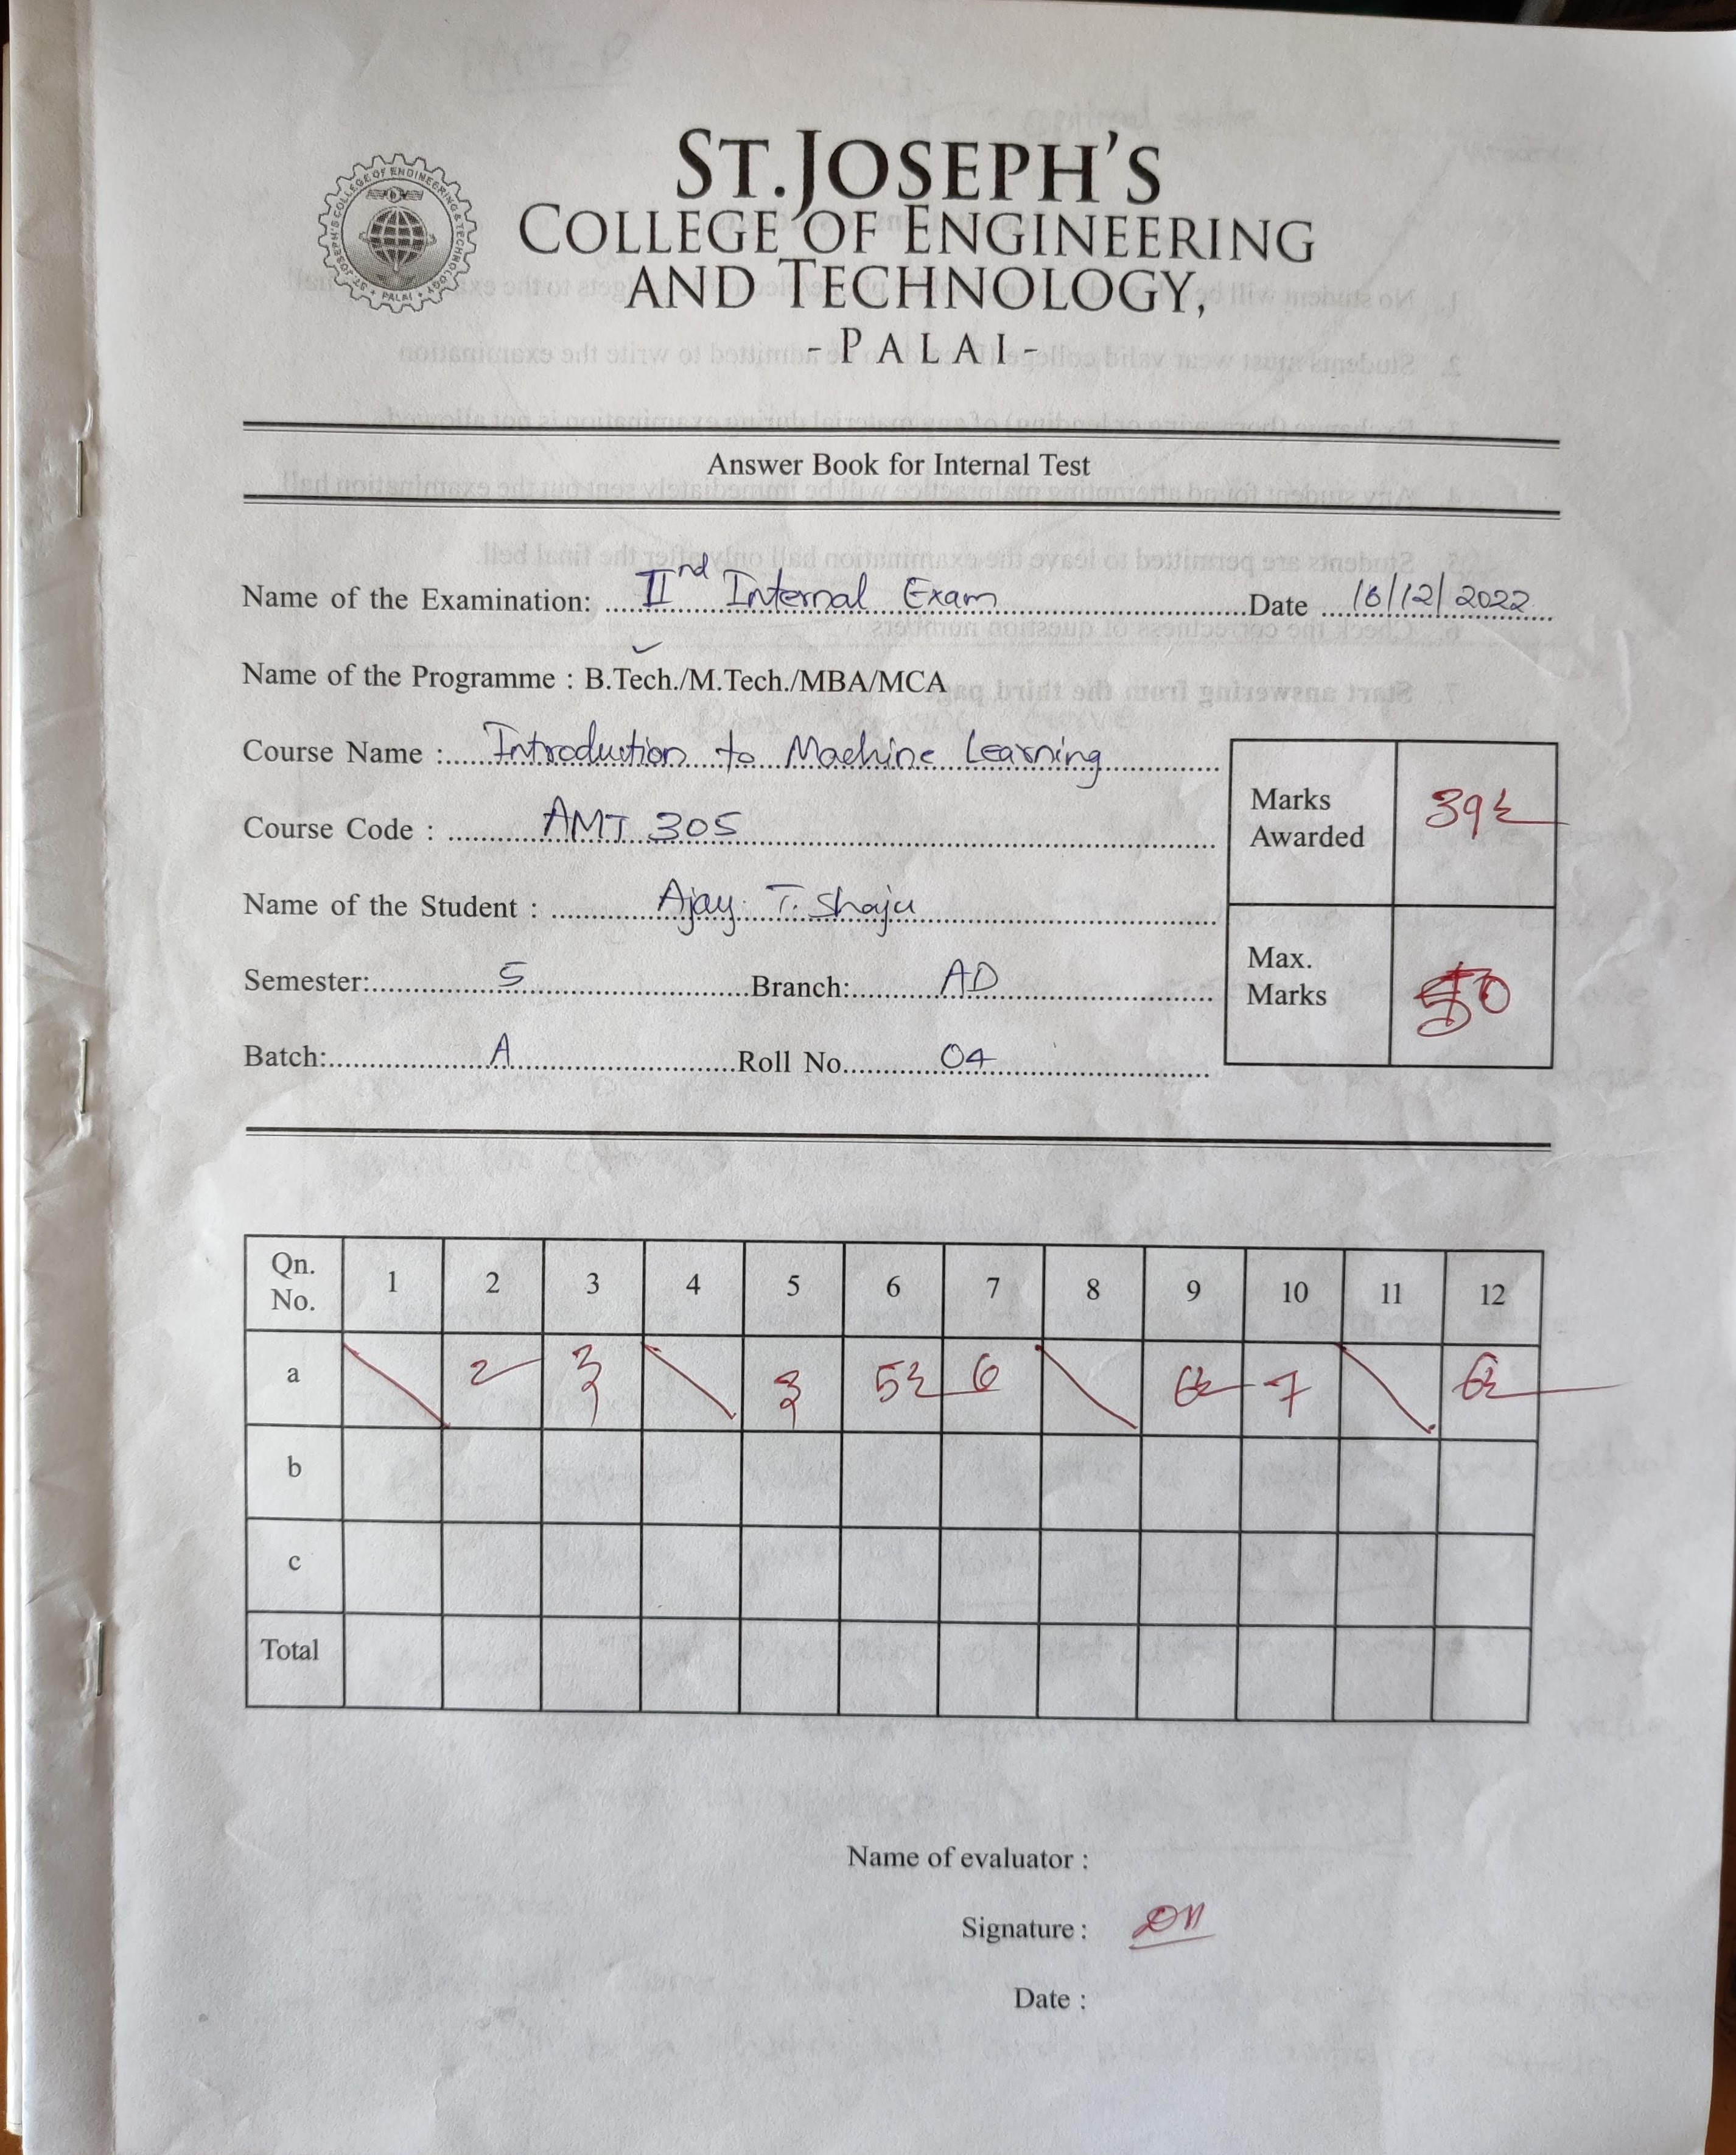 ST. JOSEPH'S COLLEGE OF ENGINEERING & TECHNOLOGY • PALAI •
ST. JOSEPH'S
COLLEGE OF ENGINEERING
AND TECHNOLOGY,
- PALAI -
Answer Book for Internal Test
Name of the Examination: IInd Internal Exam Date 16/12/2022
Name of the Programme : B.Tech./M.Tech./MBA/MCA
Course Name : Introduction to Machine Learning
Course Code : AMT 305
Name of the Student : Ajay T. Shaju
Semester: 5 Branch: AD
Batch: A Roll No. 04
Marks Awarded 39½
Max. Marks 50
Qn. No. 1 2 3 4 5 6 7 8 9 10 11 12
a 2 3 3 5½ 6 6½ 7 6½
b
c
Total
Name of evaluator :
Signature :
Date :